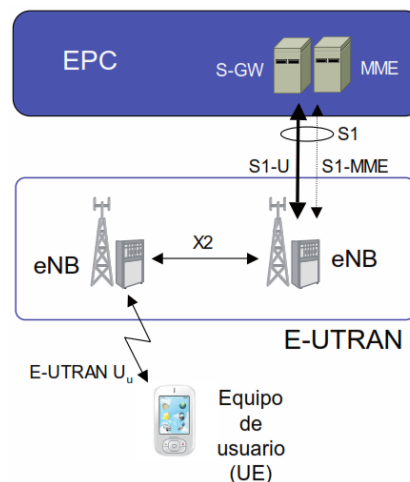 EPC
S-GW
MME
S1
S1-U
S1-MME
X2
eNB
eNB
E-UTRAN
E-UTRAN Uu
Equipo
de
usuario
(UE)